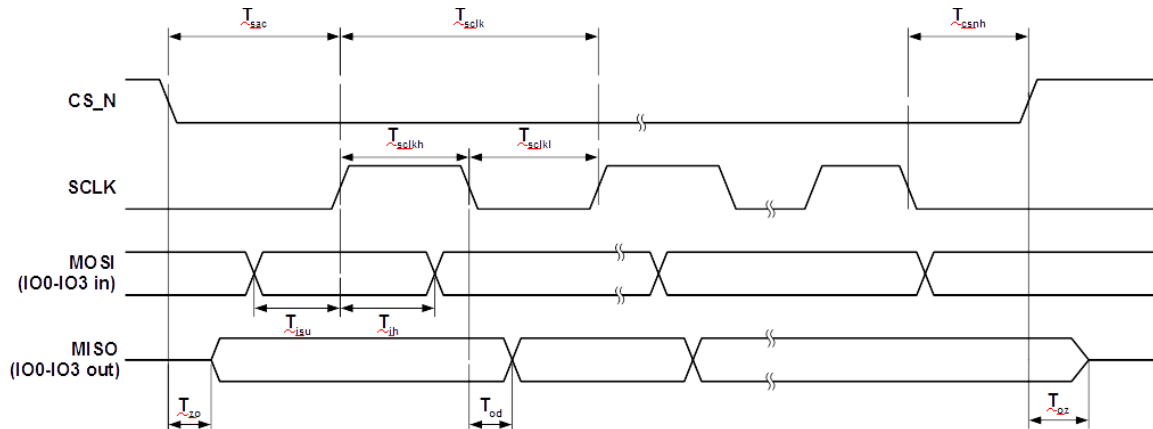 Tsac Tsclk Tcsnh
CS_N
Tsclkh Tsclkl
SCLK
MOSI
(IO0-IO3 in)
Tisu Tih
MISO
(IO0-IO3 out)
Tzo Tod Toz